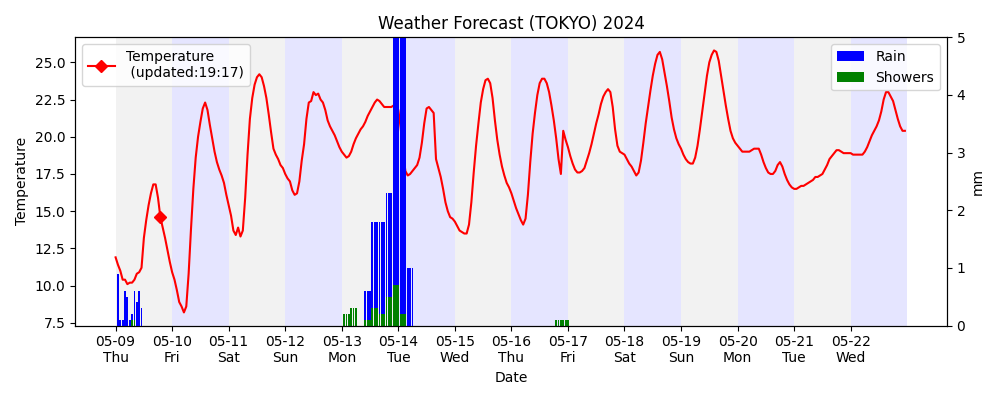 Weather Forecast (TOKYO) 2024
Temperature
(updated:19:17)
Rain
Showers
Temperature
25.0
22.5
20.0
17.5
15.0
12.5
10.0
7.5
5
4
3
2
1
0
mm
05-09 05-10 05-11 05-12 05-13 05-14 05-15 05-16 05-17 05-18 05-19 05-20 05-21 05-22
Thu Fri Sat Sun Mon Tue Wed Thu Fri Sat Sun Mon Tue Wed
Date